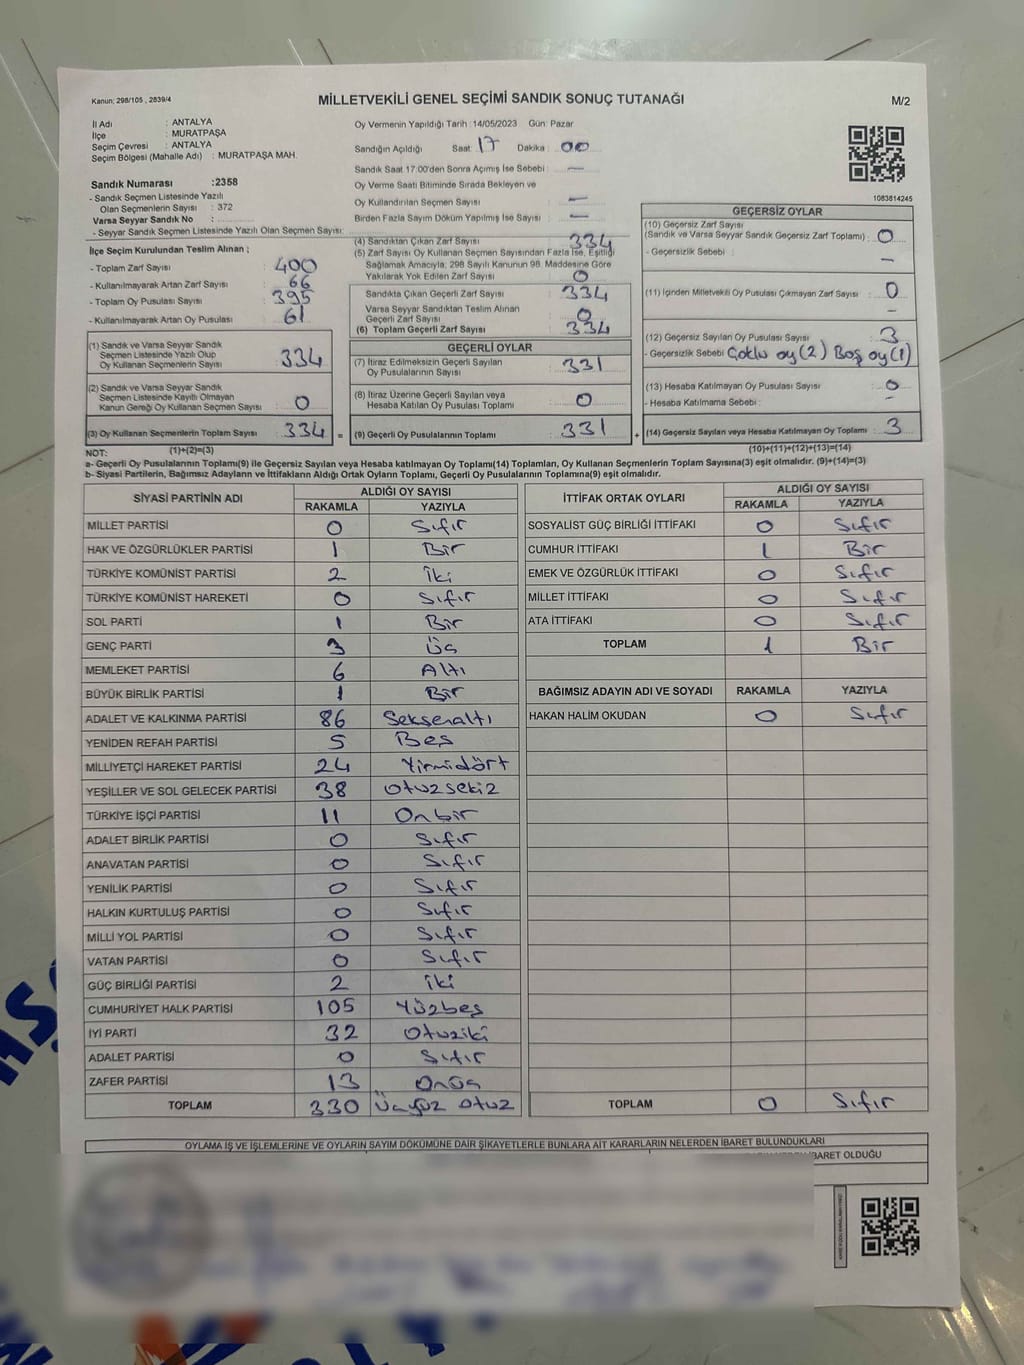 Kanun: 298/105 , 2839/4
MİLLETVEKİLİ GENEL SEÇİMİ SANDIK SONUÇ TUTANAĞI
M/2
İl Adı : ANTALYA
İlçe : MURATPAŞA
Seçim Çevresi : ANTALYA
Seçim Bölgesi (Mahalle Adı) : MURATPAŞA MAH.
Sandık Numarası :2358
- Sandık Seçmen Listesinde Yazılı
Olan Seçmenlerin Sayısı : 372
Varsa Seyyar Sandık No :
- Seyyar Sandık Seçmen Listesinde Yazılı Olan Seçmen Sayısı:
Oy Vermenin Yapıldığı Tarih :14/05/2023 Gün: Pazar
Sandığın Açıldığı Saat: 17 Dakika : 00
Sandık Saat 17:00'den Sonra Açımış İse Sebebi : —
Oy Verme Saati Bitiminde Sırada Bekleyen ve
Oy Kullandırılan Seçmen Sayısı : —
Birden Fazla Sayım Döküm Yapılmış İse Sayısı : —
1083814245
İlçe Seçim Kurulundan Teslim Alınan ;
- Toplam Zarf Sayısı : 400
- Kullanılmayarak Artan Zarf Sayısı : 66
- Toplam Oy Pusulası Sayısı : 395
- Kullanılmayarak Artan Oy Pusulası : 61
(1) Sandık ve Varsa Seyyar Sandık
Seçmen Listesinde Yazılı Olup
Oy Kullanan Seçmenlerin Sayısı : 334
(2) Sandık ve Varsa Seyyar Sandık
Seçmen Listesinde Kayıtlı Olmayan
Kanun Gereği Oy Kullanan Seçmen Sayısı : 0
(3) Oy Kullanan Seçmenlerin Toplam Sayısı : 334 =
(4) Sandıktan Çıkan Zarf Sayısı : 334
(5) Zarf Sayısı Oy Kullanan Seçmen Sayısından Fazla İse, Eşitliği
Sağlamak Amacıyla, 298 Sayılı Kanunun 98. Maddesine Göre
Yakılarak Yok Edilen Zarf Sayısı : 0
Sandıkta Çıkan Geçerli Zarf Sayısı : 334
Varsa Seyyar Sandıktan Teslim Alınan
Geçerli Zarf Sayısı : 0
(6) Toplam Geçerli Zarf Sayısı : 334
GEÇERLİ OYLAR
(7) İtiraz Edilmeksizin Geçerli Sayılan
Oy Pusulalarının Sayısı : 331
(8) İtiraz Üzerine Geçerli Sayılan veya
Hesaba Katılan Oy Pusulası Toplamı : 0
(9) Geçerli Oy Pusulalarının Toplamı : 331 +
GEÇERSİZ OYLAR
(10) Geçersiz Zarf Sayısı
(Sandık ve Varsa Seyyar Sandık Geçersiz Zarf Toplamı) : 0
- Geçersizlik Sebebi : —
(11) İçinden Milletvekili Oy Pusulası Çıkmayan Zarf Sayısı : 0
—
(12) Geçersiz Sayılan Oy Pusulası Sayısı : 3
- Geçersizlik Sebebi Çoklu oy(2) Boş oy(1)
(13) Hesaba Katılmayan Oy Pusulası Sayısı : 0
- Hesaba Katılmama Sebebi : —
(14) Geçersiz Sayılan veya Hesaba Katılmayan Oy Toplamı : 3
NOT: (1)+(2)=(3) (10)+(11)+(12)+(13)=(14)
a- Geçerli Oy Pusulalarının Toplamı(9) ile Geçersiz Sayılan veya Hesaba katılmayan Oy Toplamı(14) Toplamları, Oy Kullanan Seçmenlerin Toplam Sayısına(3) eşit olmalıdır. (9)+(14)=(3)
b- Siyasi Partilerin, Bağımsız Adayların ve İttifakların Aldığı Ortak Oyların Toplamı, Geçerli Oy Pusulalarının Toplamına(9) eşit olmalıdır.
SİYASİ PARTİNİN ADI ALDIĞI OY SAYISI
RAKAMLA YAZIYLA
MİLLET PARTİSİ 0 Sıfır
HAK VE ÖZGÜRLÜKLER PARTİSİ 1 Bir
TÜRKİYE KOMÜNİST PARTİSİ 2 İki
TÜRKİYE KOMÜNİST HAREKETİ 0 Sıfır
SOL PARTİ 1 Bir
GENÇ PARTİ 3 Üç
MEMLEKET PARTİSİ 6 Altı
BÜYÜK BİRLİK PARTİSİ 1 Bir
ADALET VE KALKINMA PARTİSİ 86 Seksenaltı
YENİDEN REFAH PARTİSİ 5 Beş
MİLLİYETÇİ HAREKET PARTİSİ 24 Yirmidört
YEŞİLLER VE SOL GELECEK PARTİSİ 38 Otuzsekiz
TÜRKİYE İŞÇİ PARTİSİ 11 Onbir
ADALET BİRLİK PARTİSİ 0 Sıfır
ANAVATAN PARTİSİ 0 Sıfır
YENİLİK PARTİSİ 0 Sıfır
HALKIN KURTULUŞ PARTİSİ 0 Sıfır
MİLLİ YOL PARTİSİ 0 Sıfır
VATAN PARTİSİ 0 Sıfır
GÜÇ BİRLİĞİ PARTİSİ 2 İki
CUMHURİYET HALK PARTİSİ 105 Yüzbeş
İYİ PARTİ 32 Otuziki
ADALET PARTİSİ 0 Sıfır
ZAFER PARTİSİ 13 Onüç
TOPLAM 330 Üçyüz otuz
İTTİFAK ORTAK OYLARI ALDIĞI OY SAYISI
RAKAMLA YAZIYLA
SOSYALİST GÜÇ BİRLİĞİ İTTİFAKI 0 Sıfır
CUMHUR İTTİFAKI 1 Bir
EMEK VE ÖZGÜRLÜK İTTİFAKI 0 Sıfır
MİLLET İTTİFAKI 0 Sıfır
ATA İTTİFAKI 0 Sıfır
TOPLAM 1 Bir
BAĞIMSIZ ADAYIN ADI VE SOYADI RAKAMLA YAZIYLA
HAKAN HALİM OKUDAN 0 Sıfır
TOPLAM 0 Sıfır
OYLAMA İŞ VE İŞLEMLERİNE VE OYLARIN SAYIM DÖKÜMÜNE DAİR ŞİKAYETLERLE BUNLARA AİT KARARLARIN NELERDEN İBARET BULUNDUKLARI
İBARET OLDUĞU